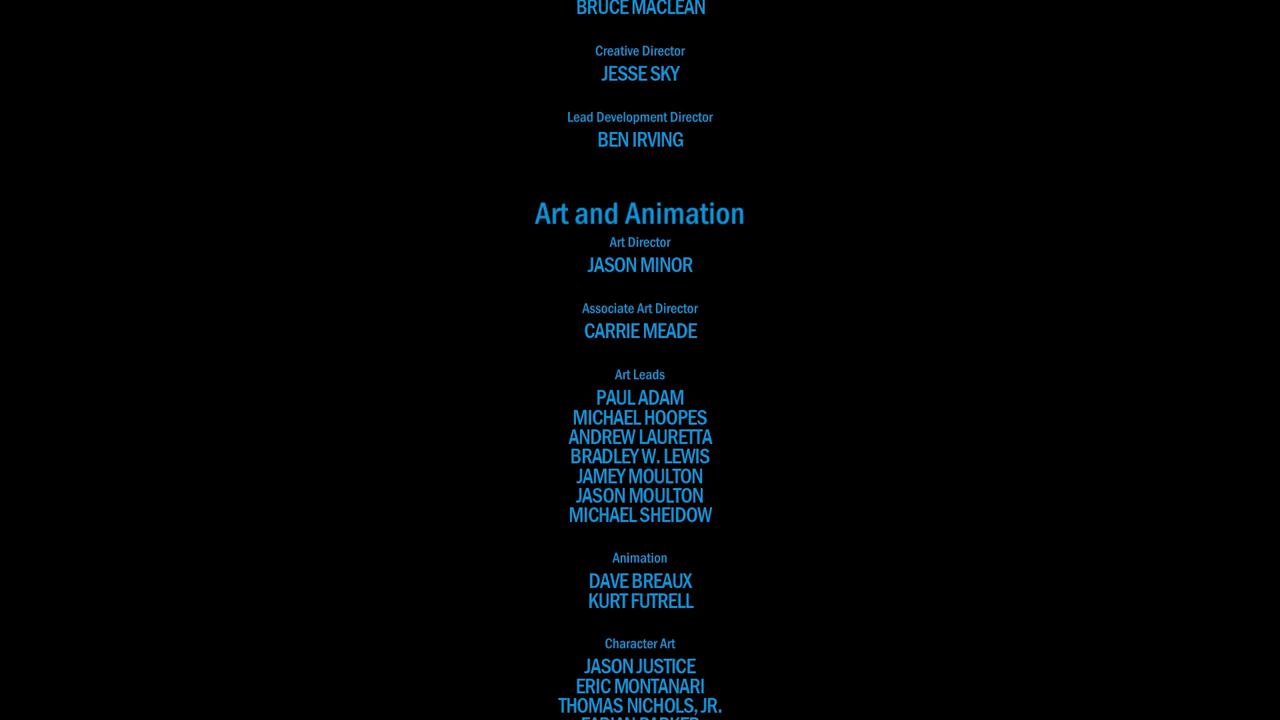 BRUCE MACLEAN
Creative Director
JESSE SKY
Lead Development Director
BEN IRVING
Art and Animation
Art Director
JASON MINOR
Associate Art Director
CARRIE MEADE
Art Leads
PAUL ADAM
MICHAEL HOOPES
ANDREW LAURETTA
BRADLEY W. LEWIS
JAMEY MOULTON
JASON MOULTON
MICHAEL SHEIDOW
Animation
DAVE BREAUX
KURT FUTRELL
Character Art
JASON JUSTICE
ERIC MONTANARI
THOMAS NICHOLS, JR.